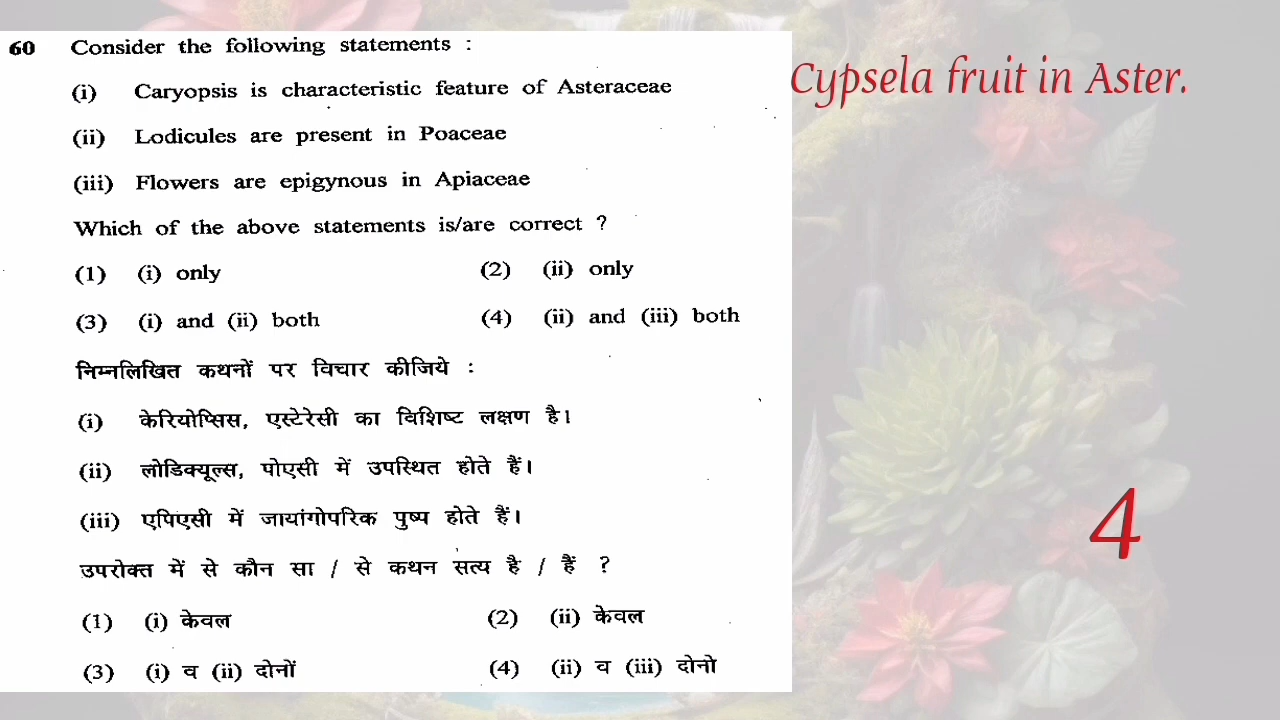 60 Consider the following statements :
(i) Caryopsis is characteristic feature of Asteraceae
(ii) Lodicules are present in Poaceae
(iii) Flowers are epigynous in Apiaceae
Which of the above statements is/are correct ?
(1) (i) only (2) (ii) only
(3) (i) and (ii) both (4) (ii) and (iii) both
निम्नलिखित कथनों पर विचार कीजिये :
(i) केरियोप्सिस, एस्टेरेसी का विशिष्ट लक्षण है।
(ii) लोडिक्यूल्स, पोएसी में उपस्थित होते हैं।
(iii) एपिएसी में जायांगोपरिक पुष्प होते हैं।
उपरोक्त में से कौन सा / से कथन सत्य है / हैं ?
(1) (i) केवल (2) (ii) केवल
(3) (i) व (ii) दोनों (4) (ii) व (iii) दोनो
Cypsela fruit in Aster.
4